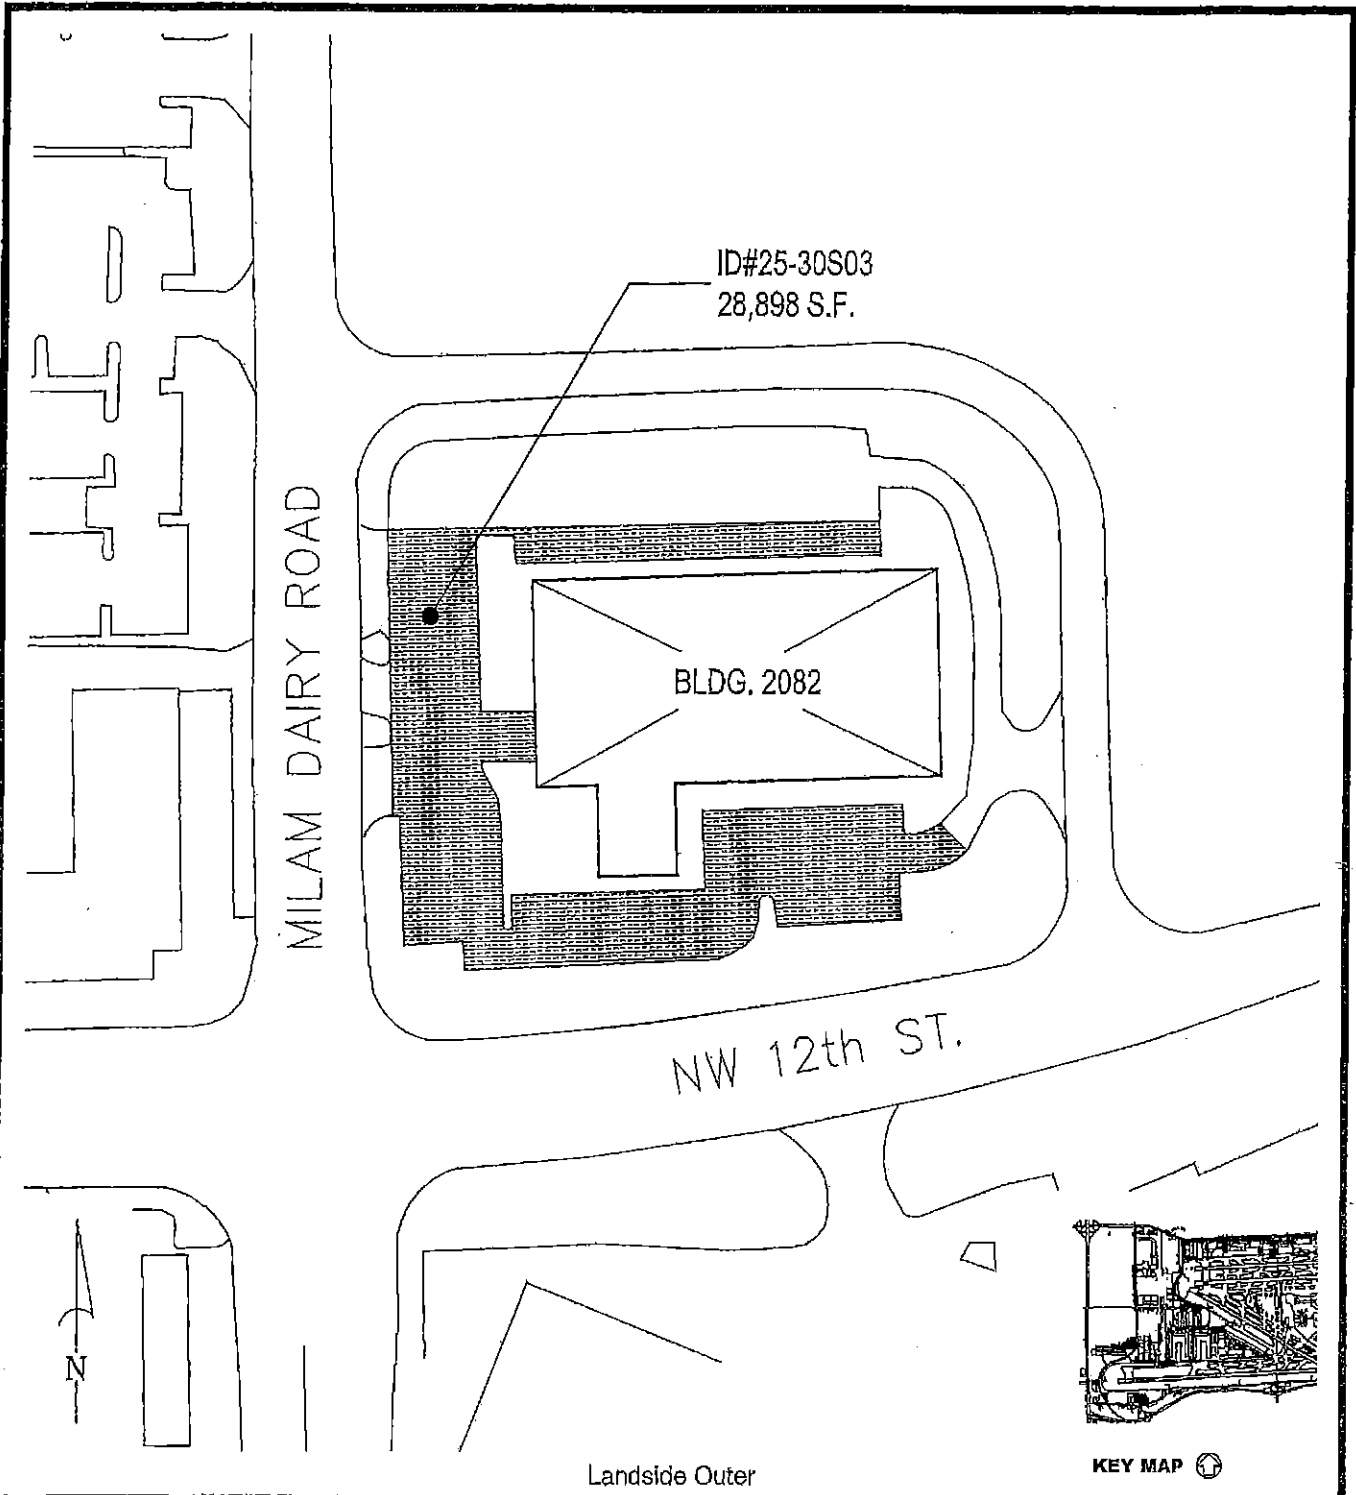 ID#25-30S03
28,898 S.F.
MILAM DAIRY ROAD
BLDG. 2082
NW 12th ST.
N
KEY MAP
Landside Outer